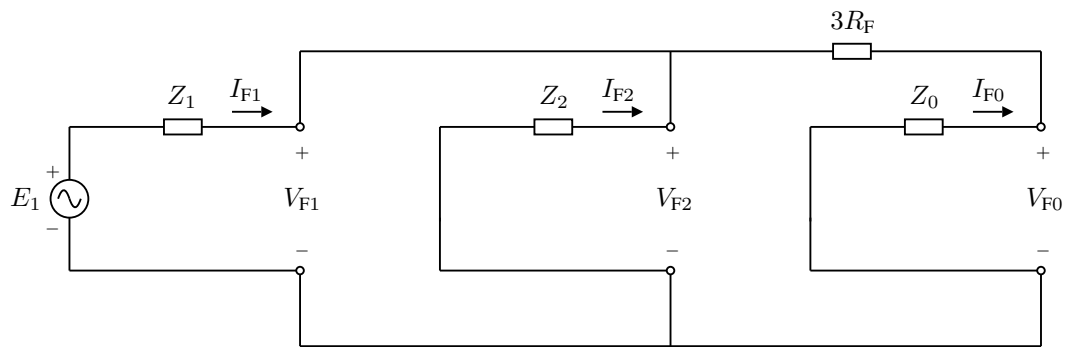 3R_F
Z_1 I_F1 Z_2 I_F2 Z_0 I_F0
+ + +
+
E_1 V_F1 V_F2 V_F0
−
− − −